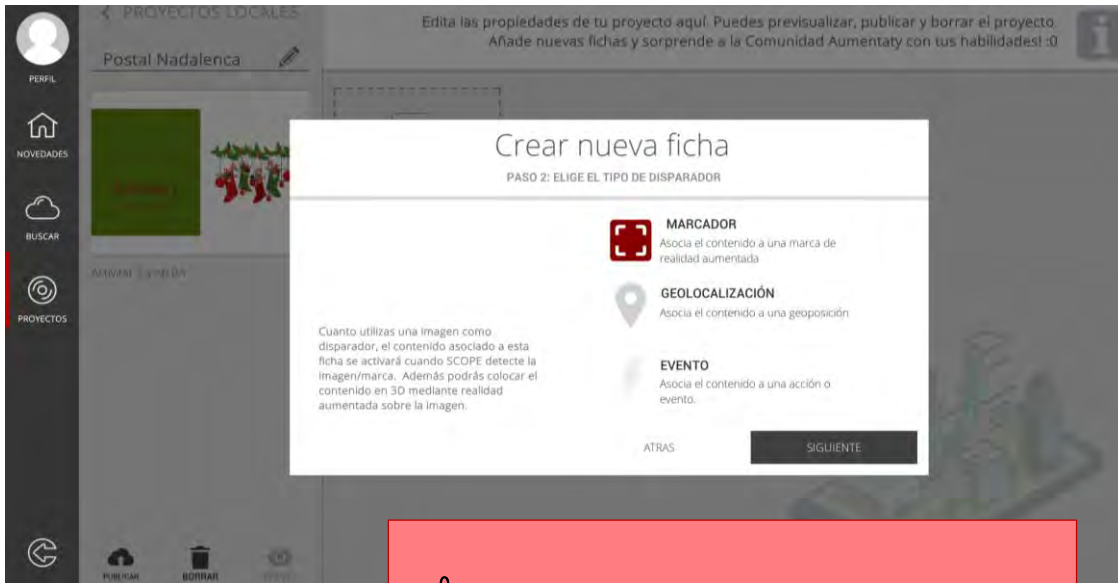 PERFIL
NOVEDADES
BUSCAR
PROYECTOS
PROYECTOS LOCALES
Postal Nadalenca
PUBLICAR
BORRAR
Edita las propiedades de tu proyecto aquí. Puedes previsualizar, publicar y borrar el proyecto.
Añade nuevas fichas y sorprende a la Comunidad Aumentaty con tus habilidades! :0
Crear nueva ficha
PASO 2: ELIGE EL TIPO DE DISPARADOR
Cuanto utilizas una imagen como
disparador, el contenido asociado a esta
ficha se activará cuando SCOPE detecte la
imagen/marca. Además podrás colocar el
contenido en 3D mediante realidad
aumentada sobre la imagen.
MARCADOR
Asocia el contenido a una marca de
realidad aumentada
GEOLOCALIZACIÓN
Asocia el contenido a una geoposición
EVENTO
Asocia el contenido a una acción o
evento.
ATRAS
SIGUIENTE